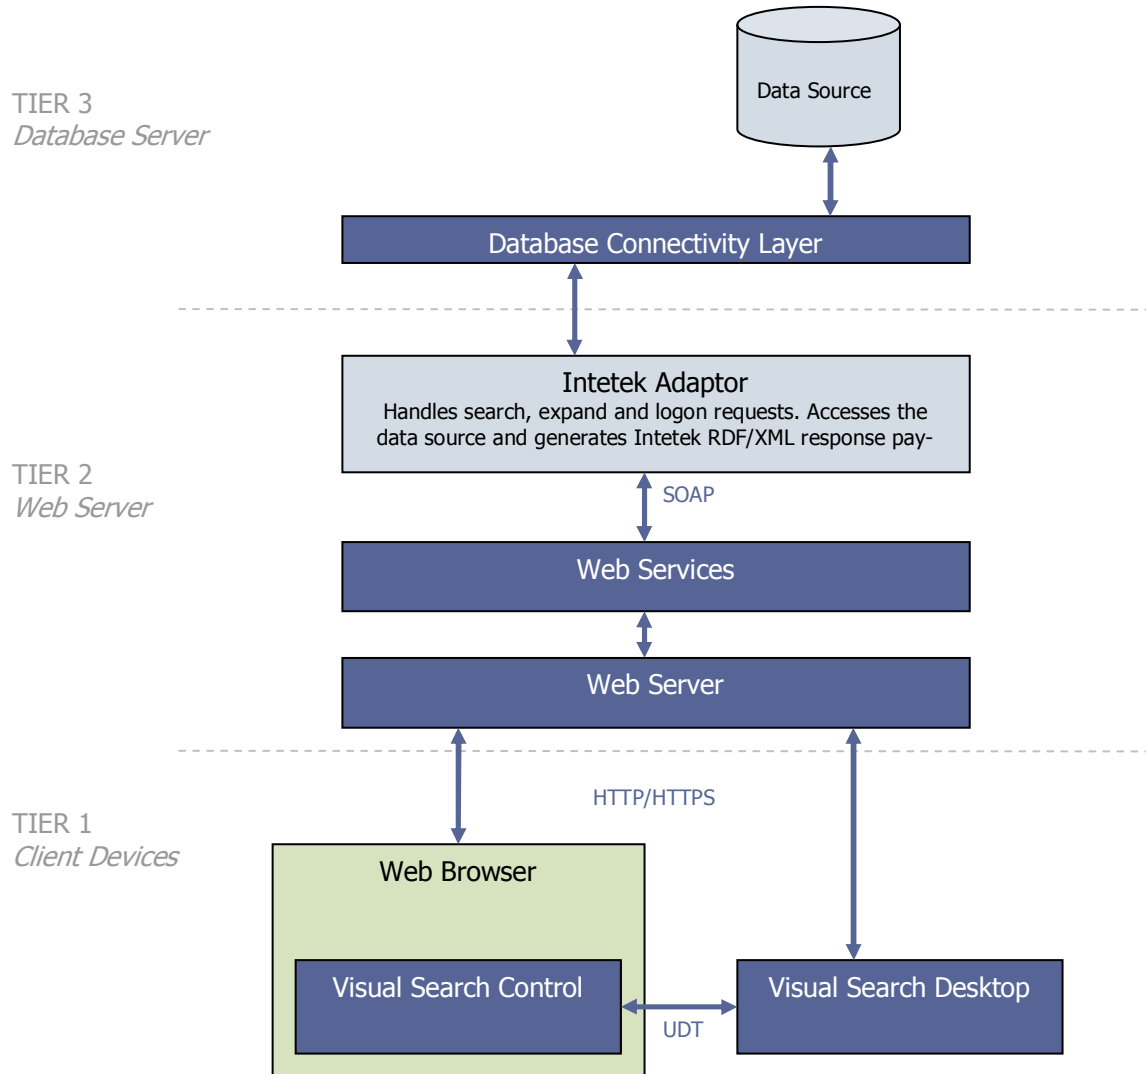 Data Source
TIER 3
Database Server
Database Connectivity Layer
Intetek Adaptor
Handles search, expand and logon requests. Accesses the
data source and generates Intetek RDF/XML response pay-
TIER 2
Web Server
SOAP
Web Services
Web Server
HTTP/HTTPS
TIER 1
Client Devices
Web Browser
Visual Search Control
Visual Search Desktop
UDT